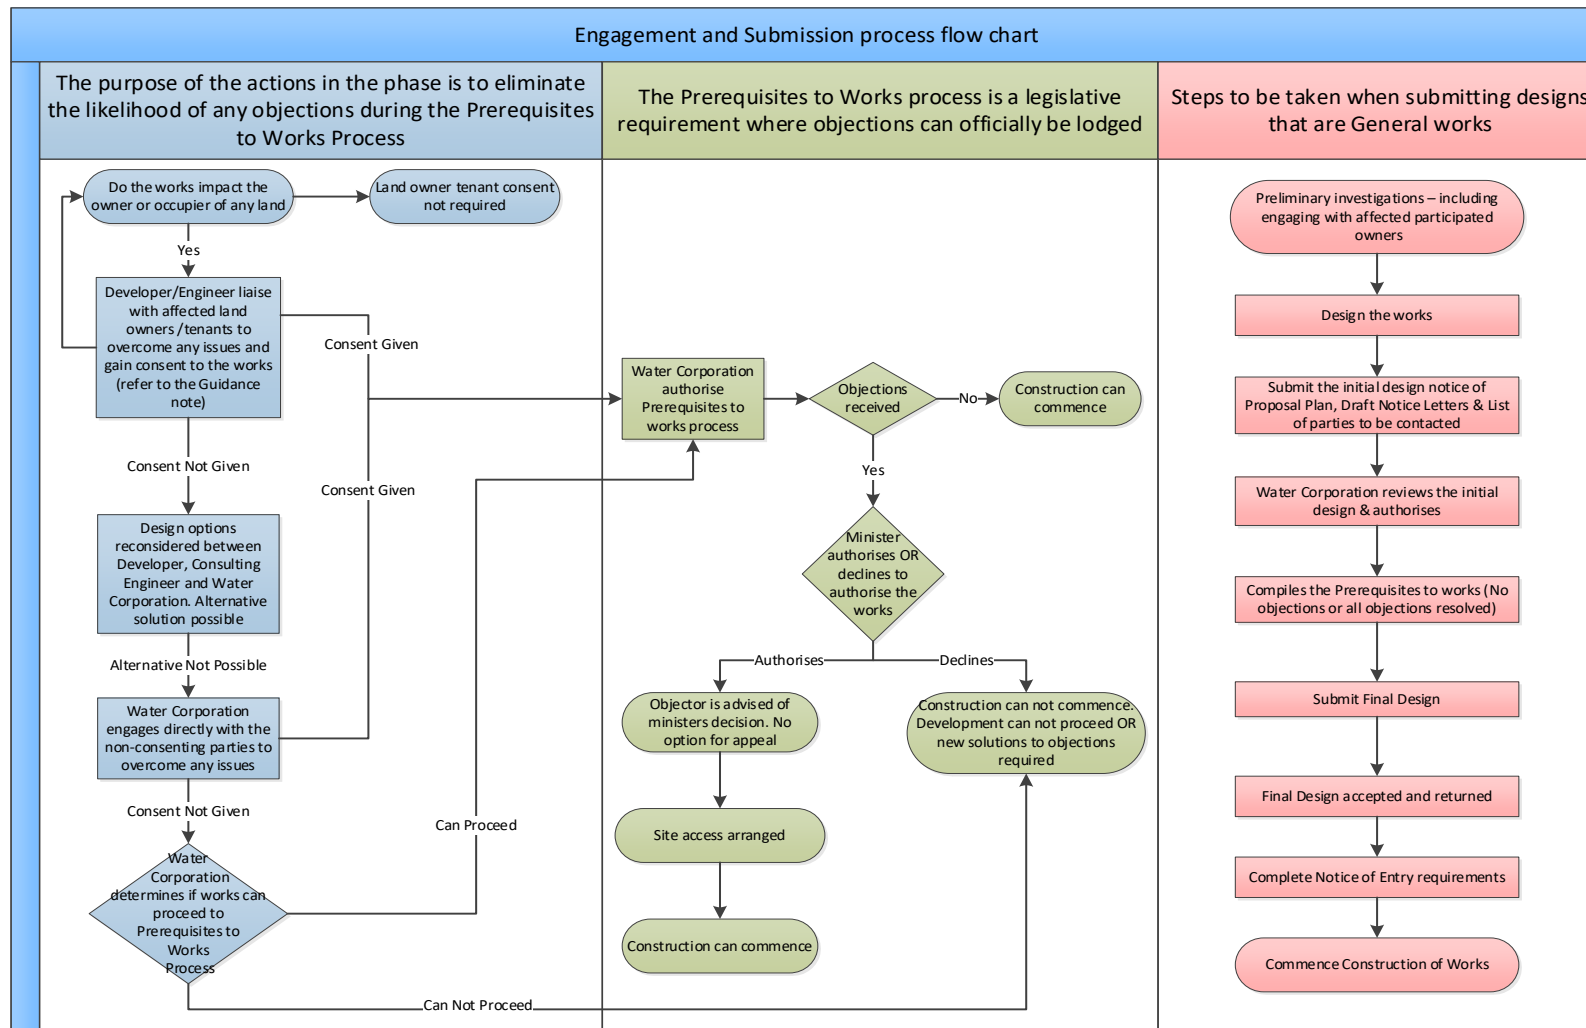 Engagement and Submission process flow chart
The purpose of the actions in the phase is to eliminate
the likelihood of any objections during the Prerequisites
to Works Process
The Prerequisites to Works process is a legislative
requirement where objections can officially be lodged
Steps to be taken when submitting designs
that are General works
Do the works impact the
owner or occupier of any land
Land owner tenant consent
not required
Yes
Developer/Engineer liaise
with affected land
owners /tenants to
overcome any issues and
gain consent to the works
(refer to the Guidance
note)
Consent Given
Consent Not Given
Consent Given
Design options
reconsidered between
Developer, Consulting
Engineer and Water
Corporation. Alternative
solution possible
Alternative Not Possible
Water Corporation
engages directly with the
non-consenting parties to
overcome any issues
Consent Not Given
Water
Corporation
determines if works can
proceed to
Prerequisites to
Works
Process
Can Proceed
Can Not Proceed
Water Corporation
authorise
Prerequisites to
works process
Objections
received
No
Construction can
commence
Yes
Minister
authorises OR
declines to
authorise the
works
Authorises
Declines
Objector is advised of
ministers decision. No
option for appeal
Construction can not commence.
Development can not proceed OR
new solutions to objections
required
Site access arranged
Construction can commence
Preliminary investigations – including
engaging with affected participated
owners
Design the works
Submit the initial design notice of
Proposal Plan, Draft Notice Letters & List
of parties to be contacted
Water Corporation reviews the initial
design & authorises
Compiles the Prerequisites to works (No
objections or all objections resolved)
Submit Final Design
Final Design accepted and returned
Complete Notice of Entry requirements
Commence Construction of Works